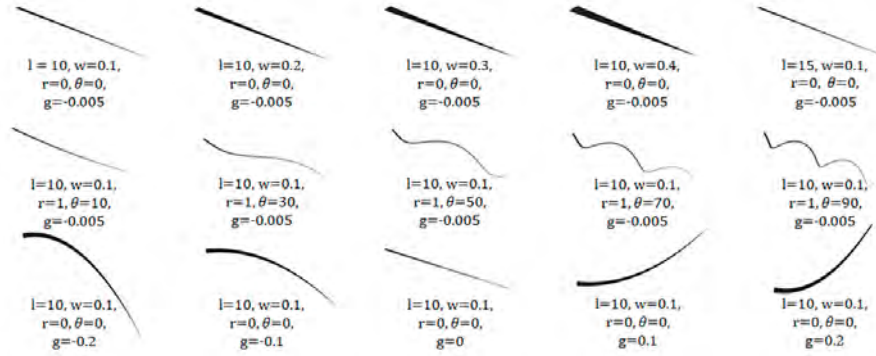 l = 10, w=0.1,
r=0, θ=0,
g=-0.005
l=10, w=0.2,
r=0, θ=0,
g=-0.005
l=10, w=0.3,
r=0, θ=0,
g=-0.005
l=10, w=0.4,
r=0, θ=0,
g=-0.005
l=15, w=0.1,
r=0, θ=0,
g=-0.005
l=10, w=0.1,
r=1, θ=10,
g=-0.005
l=10, w=0.1,
r=1, θ=30,
g=-0.005
l=10, w=0.1,
r=1, θ=50,
g=-0.005
l=10, w=0.1,
r=1, θ=70,
g=-0.005
l=10, w=0.1,
r=1, θ=90,
g=-0.005
l=10, w=0.1,
r=0, θ=0,
g=-0.2
l=10, w=0.1,
r=0, θ=0,
g=-0.1
l=10, w=0.1,
r=0, θ=0,
g=0
l=10, w=0.1,
r=0, θ=0,
g=0.1
l=10, w=0.1,
r=0, θ=0,
g=0.2